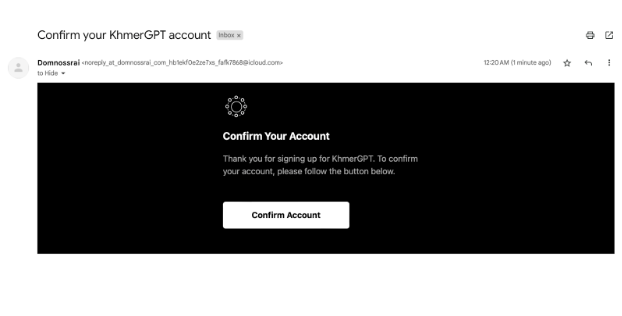 Confirm your KhmerGPT account Inbox x
Domnossrai <noreply_at_domnossrai_com_hb1ekf0e2ze7xs_fafk7868@icloud.com> 12:20 AM (1 minute ago)
to Hide
Confirm Your Account
Thank you for signing up for KhmerGPT. To confirm
your account, please follow the button below.
Confirm Account